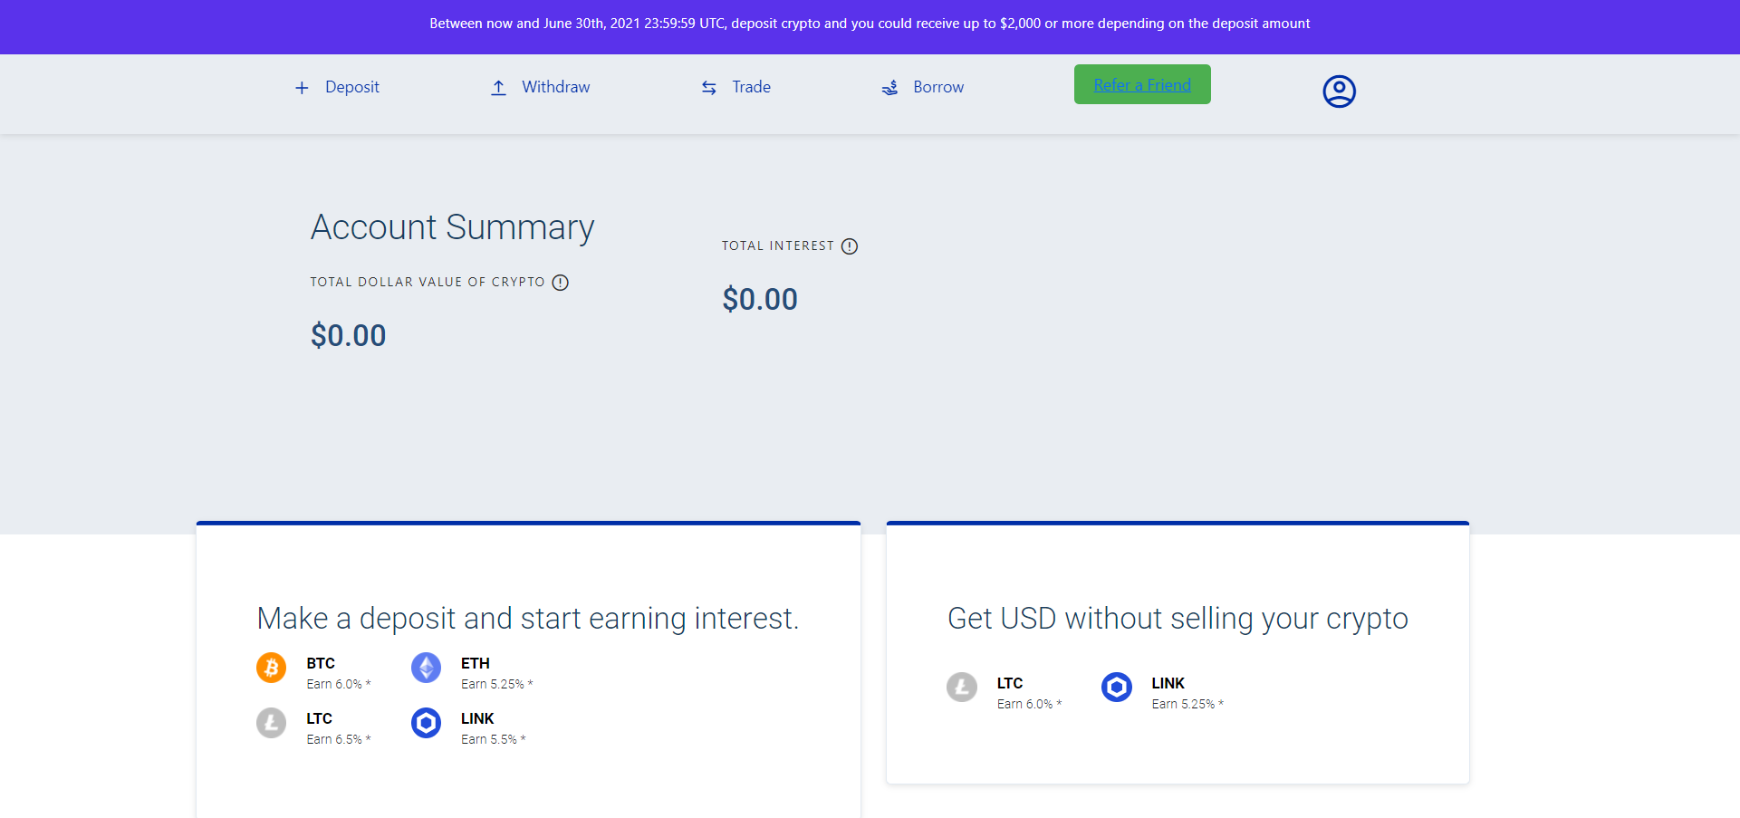 Between now and June 30th, 2021 23:59:59 UTC, deposit crypto and you could receive up to $2,000 or more depending on the deposit amount
Deposit
Withdraw
Trade
Borrow
Refer a Friend
Account Summary
TOTAL DOLLAR VALUE OF CRYPTO
$0.00
TOTAL INTEREST
$0.00
Make a deposit and start earning interest.
BTC
Earn 6.0% *
ETH
Earn 5.25% *
LTC
Earn 6.5% *
LINK
Earn 5.5% *
Get USD without selling your crypto
LTC
Earn 6.0% *
LINK
Earn 5.25% *